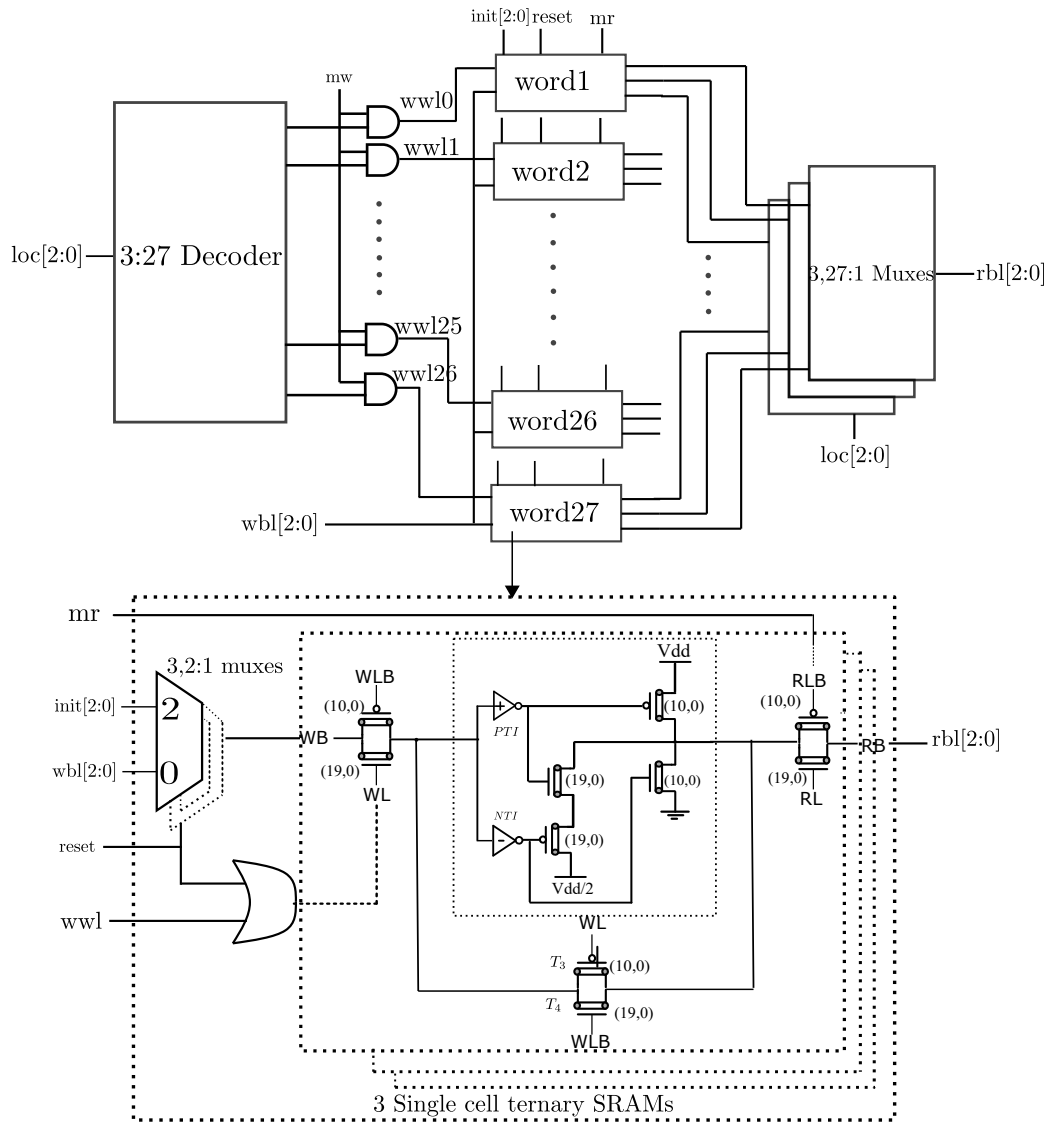 init[2:0] reset mr
mw
wwl0
word1
wwl1
word2
loc[2:0]
3:27 Decoder
3,27:1 Muxes
rbl[2:0]
wwl25
wwl26
word26
loc[2:0]
wbl[2:0]
word27
mr
3,2:1 muxes
init[2:0]
2
wbl[2:0]
0
reset
wwl
WB
WLB
(10,0)
(19,0)
WL
Vdd
+
PTI
(10,0)
(19,0)
(10,0)
NTI
-
(19,0)
Vdd/2
RLB
(10,0)
(19,0)
RL
RB
rbl[2:0]
WL
T3
(10,0)
T4
(19,0)
WLB
3 Single cell ternary SRAMs